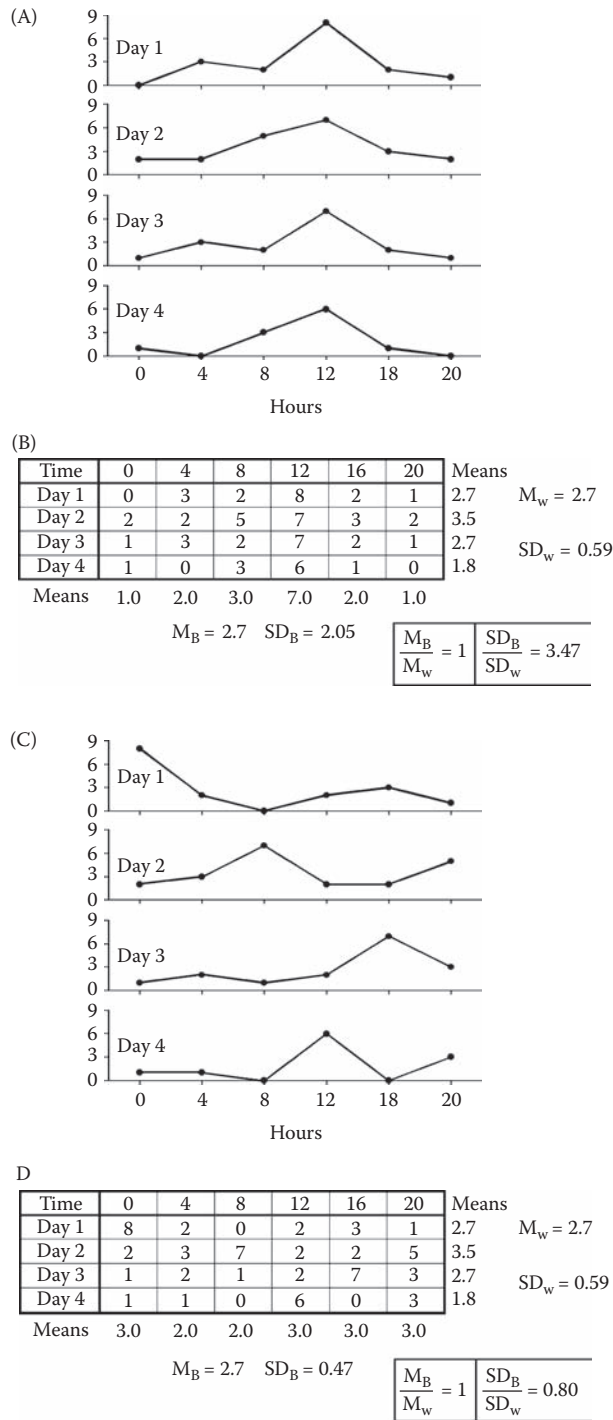 (A)
9
6
3
0
Day 1
9
6
3
0
Day 2
9
6
3
0
Day 3
9
6
3
0
Day 4
0 4 8 12 18 20
Hours
(B)
Time 0 4 8 12 16 20 Means
Day 1 0 3 2 8 2 1 2.7 M_w = 2.7
Day 2 2 2 5 7 3 2 3.5
Day 3 1 3 2 7 2 1 2.7 SD_w = 0.59
Day 4 1 0 3 6 1 0 1.8
Means 1.0 2.0 3.0 7.0 2.0 1.0
M_B = 2.7 SD_B = 2.05
M_B/M_w = 1 SD_B/SD_w = 3.47
(C)
9
6
3
0
Day 1
9
6
3
0
Day 2
9
6
3
0
Day 3
9
6
3
0
Day 4
0 4 8 12 18 20
Hours
D
Time 0 4 8 12 16 20 Means
Day 1 8 2 0 2 3 1 2.7 M_w = 2.7
Day 2 2 3 7 2 2 5 3.5
Day 3 1 2 1 2 7 3 2.7 SD_w = 0.59
Day 4 1 1 0 6 0 3 1.8
Means 3.0 2.0 2.0 3.0 3.0 3.0
M_B = 2.7 SD_B = 0.47
M_B/M_w = 1 SD_B/SD_w = 0.80